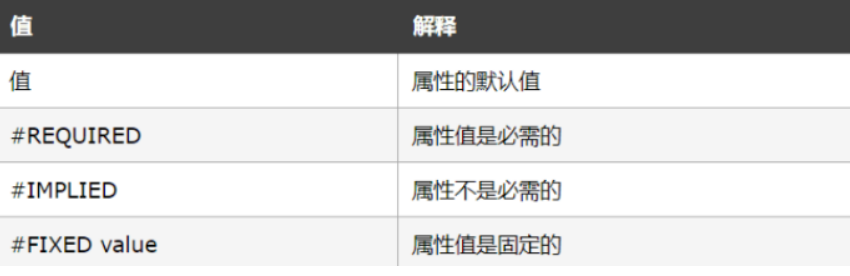 值 解释
值 属性的默认值
#REQUIRED 属性值是必需的
#IMPLIED 属性不是必需的
#FIXED value 属性值是固定的